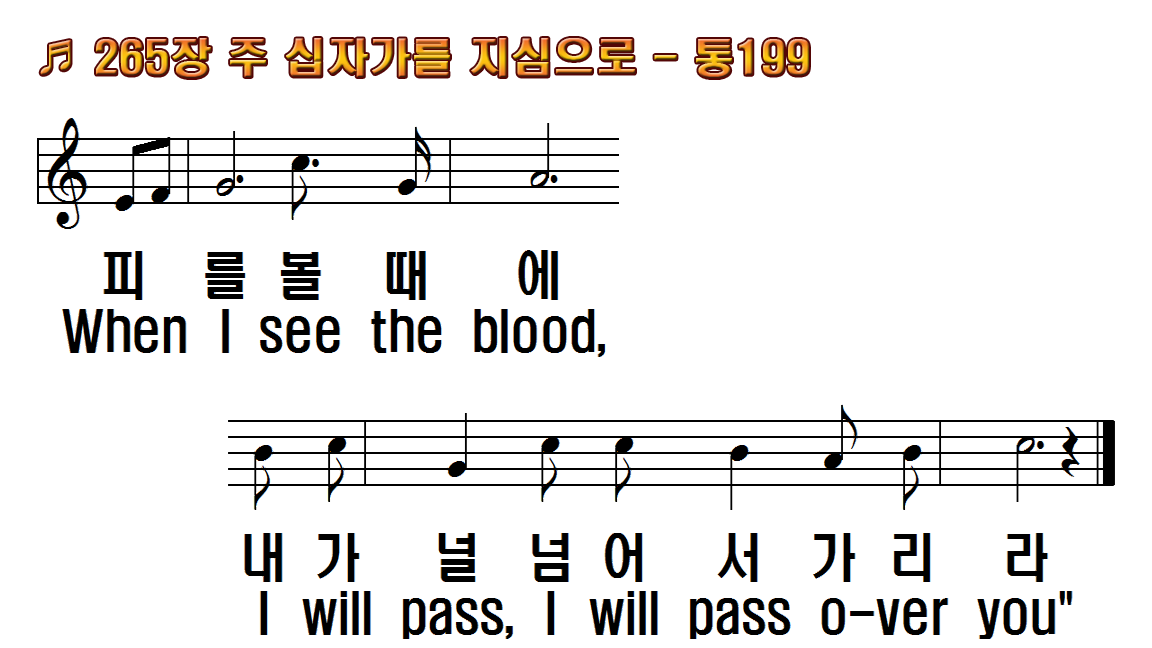 265장 주 십자가를 지심으로 - 통199
피 를 볼 때 에
When I see the blood,
내 가 널 넘 어 서 가 리 라
I will pass, I will pass o-ver you"